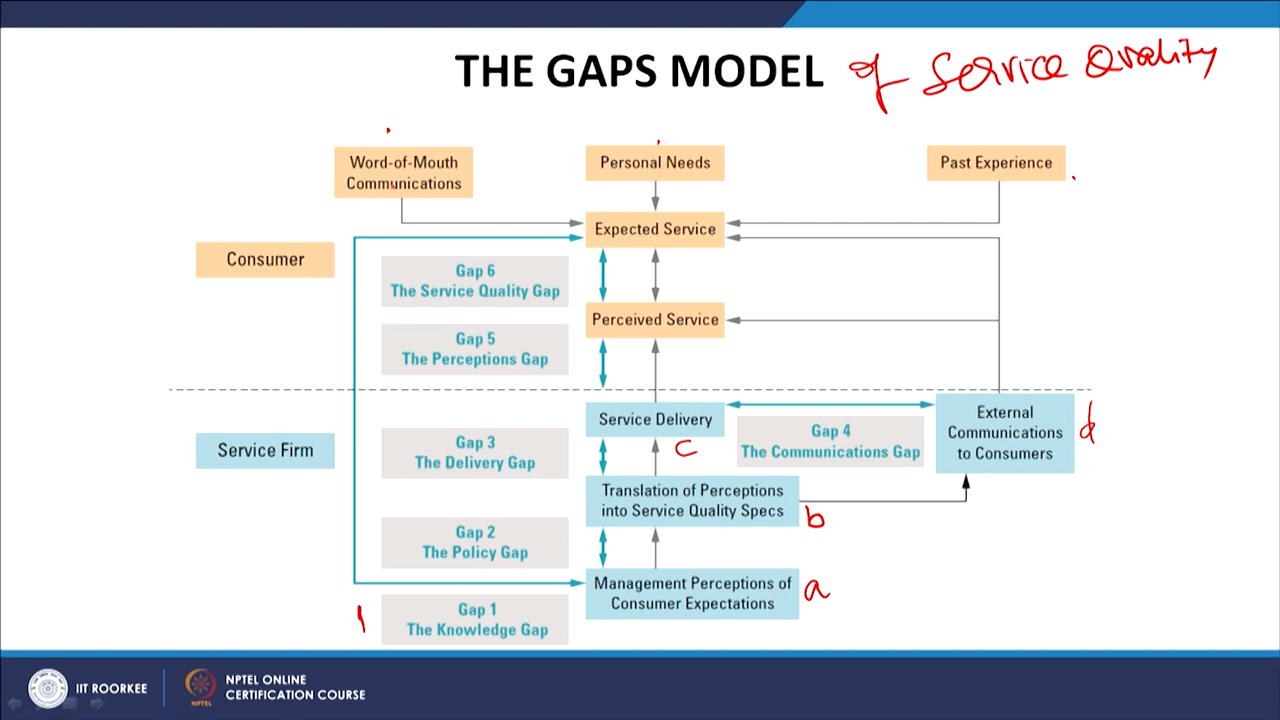 THE GAPS MODEL of Service Quality
Word-of-Mouth
Communications
Personal Needs
Past Experience
Expected Service
Consumer
Gap 6
The Service Quality Gap
Perceived Service
Gap 5
The Perceptions Gap
Service Delivery
c
External
Communications
to Consumers
d
Gap 4
The Communications Gap
Service Firm
Gap 3
The Delivery Gap
Translation of Perceptions
into Service Quality Specs
b
Gap 2
The Policy Gap
Management Perceptions of
Consumer Expectations
a
1
Gap 1
The Knowledge Gap
IIT ROORKEE
NPTEL
NPTEL ONLINE
CERTIFICATION COURSE